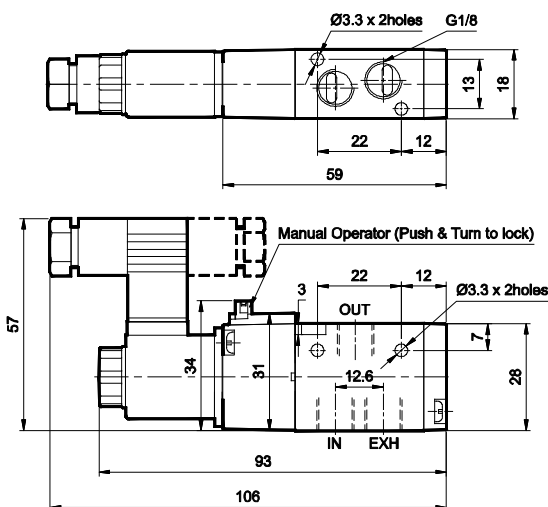 Ø3.3 x 2holes
G1/8
13
18
22
12
59
Manual Operator (Push & Turn to lock)
22
12
3
Ø3.3 x 2holes
OUT
57
34
31
7
28
12.6
IN
EXH
93
106